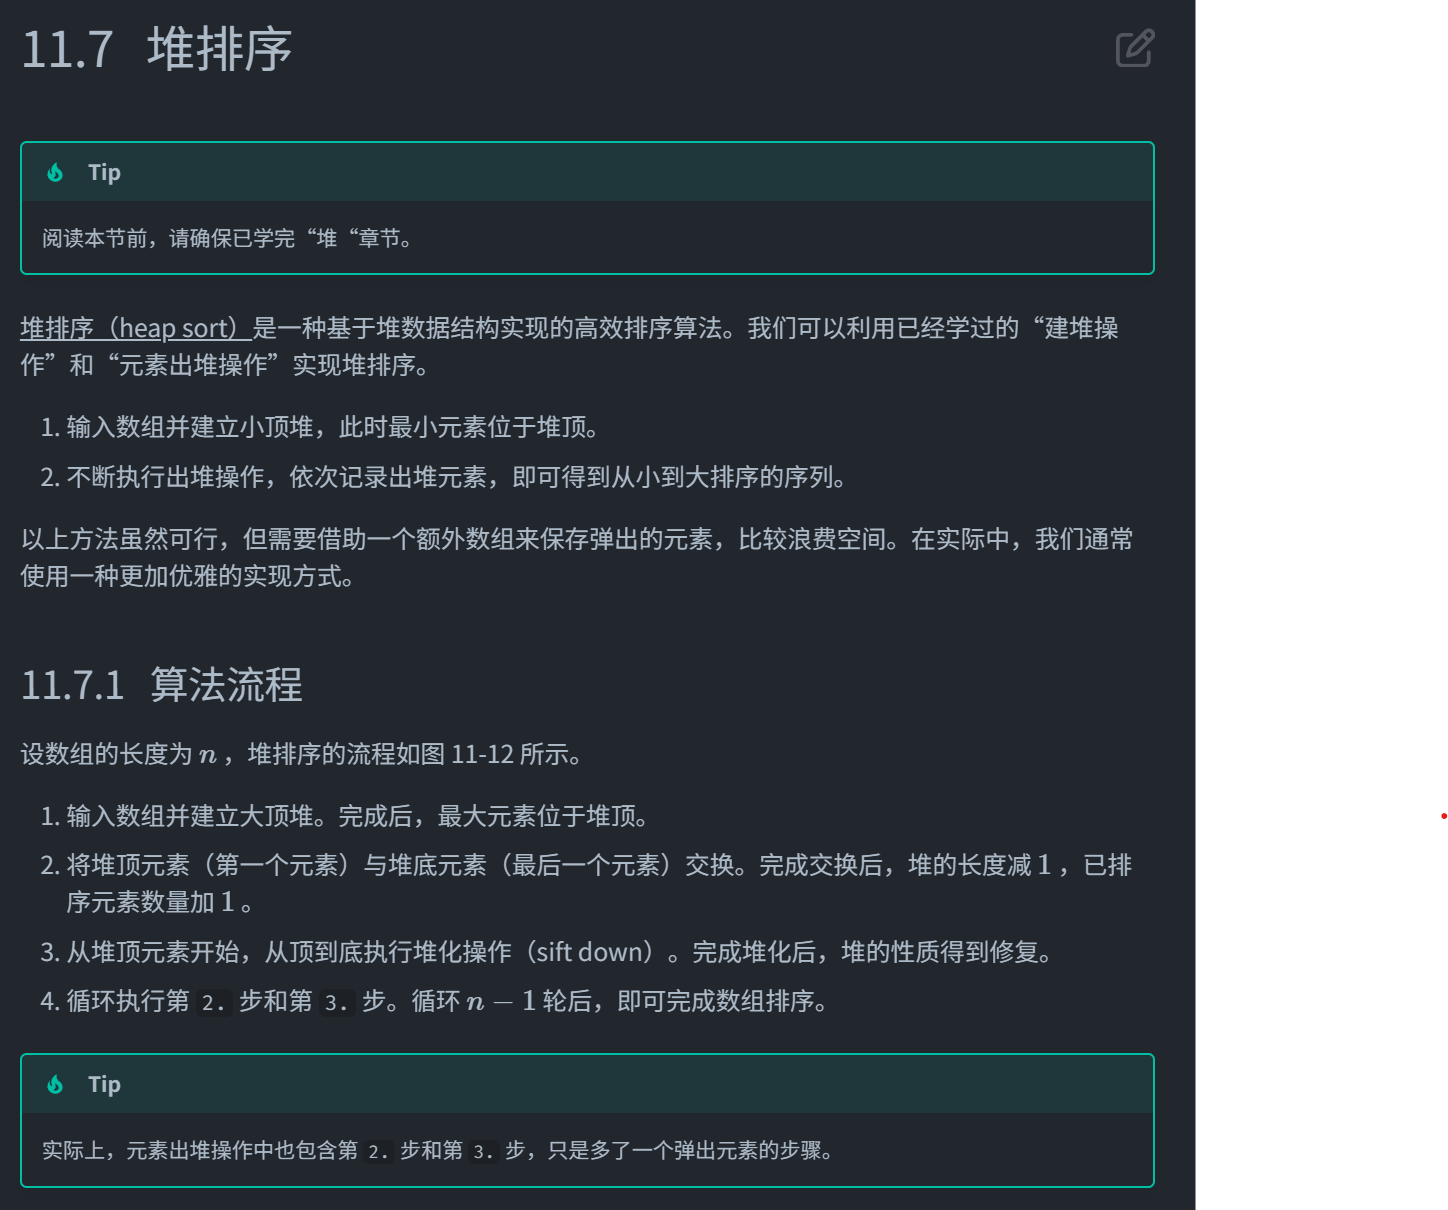 11.7 堆排序
Tip
阅读本节前，请确保已学完“堆“章节。
堆排序（heap sort）是一种基于堆数据结构实现的高效排序算法。我们可以利用已经学过的“建堆操
作”和“元素出堆操作”实现堆排序。
1. 输入数组并建立小顶堆，此时最小元素位于堆顶。
2. 不断执行出堆操作，依次记录出堆元素，即可得到从小到大排序的序列。
以上方法虽然可行，但需要借助一个额外数组来保存弹出的元素，比较浪费空间。在实际中，我们通常
使用一种更加优雅的实现方式。
11.7.1 算法流程
设数组的长度为 n ，堆排序的流程如图 11-12 所示。
1. 输入数组并建立大顶堆。完成后，最大元素位于堆顶。
2. 将堆顶元素（第一个元素）与堆底元素（最后一个元素）交换。完成交换后，堆的长度减 1 ，已排
序元素数量加 1 。
3. 从堆顶元素开始，从顶到底执行堆化操作（sift down）。完成堆化后，堆的性质得到修复。
4. 循环执行第 2. 步和第 3. 步。循环 n − 1 轮后，即可完成数组排序。
Tip
实际上，元素出堆操作中也包含第 2. 步和第 3. 步，只是多了一个弹出元素的步骤。